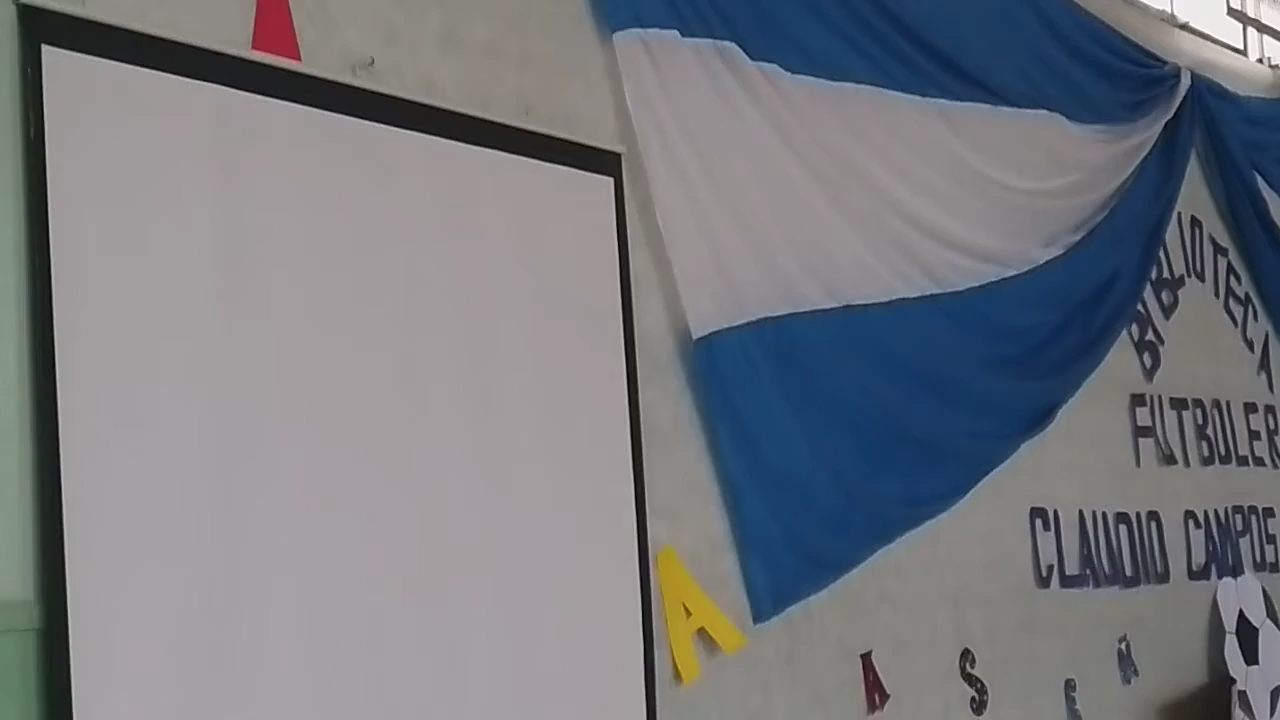 BIBLIOTECA
FUTBOLER
CLAUDIO CAMPOS
A
A S